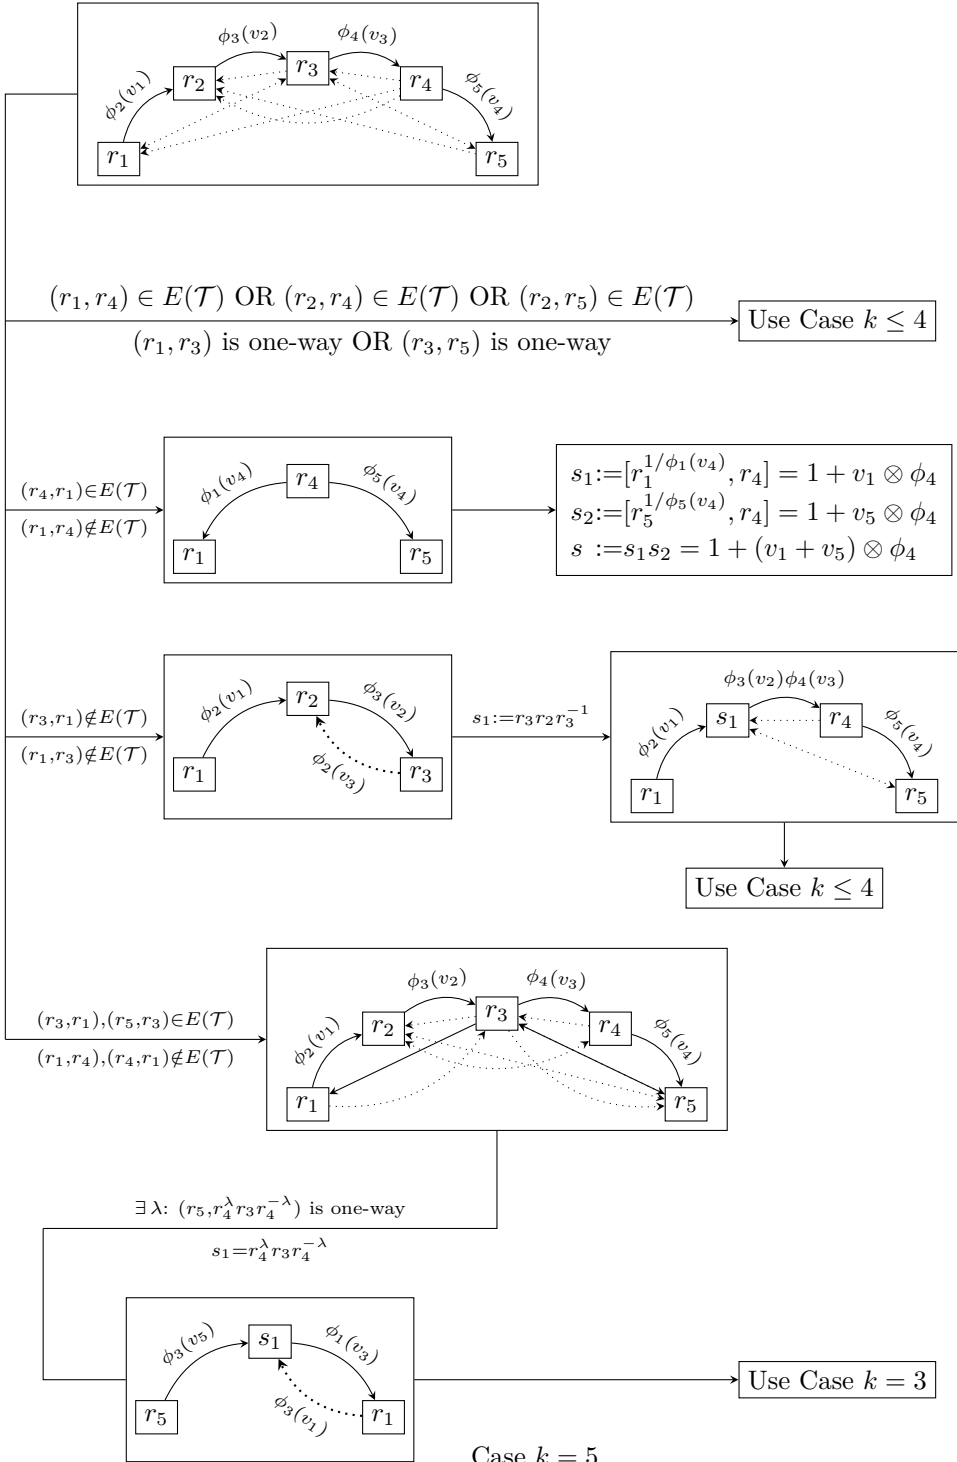 ϕ₃(v₂)
ϕ₄(v₃)
ϕ₂(v₁)
ϕ₅(v₄)
r₃
r₂
r₄
r₁
r₅
(r₁, r₄) ∈ E(𝒯) OR (r₂, r₄) ∈ E(𝒯) OR (r₂, r₅) ∈ E(𝒯)
(r₁, r₃) is one-way OR (r₃, r₅) is one-way
Use Case k ≤ 4
(r₄,r₁)∈E(𝒯)
(r₁,r₄)∉E(𝒯)
ϕ₁(v₄)
ϕ₅(v₄)
r₄
r₁
r₅
s₁:=[r₁^{1/ϕ₁(v₄)}, r₄] = 1 + v₁ ⊗ ϕ₄
s₂:=[r₅^{1/ϕ₅(v₄)}, r₄] = 1 + v₅ ⊗ ϕ₄
s :=s₁s₂ = 1 + (v₁ + v₅) ⊗ ϕ₄
(r₃,r₁)∉E(𝒯)
(r₁,r₃)∉E(𝒯)
ϕ₂(v₁)
ϕ₃(v₂)
r₂
ϕ₂(v₃)
r₁
r₃
s₁:=r₃r₂r₃⁻¹
ϕ₃(v₂)ϕ₄(v₃)
ϕ₂(v₁)
ϕ₅(v₄)
s₁
r₄
r₁
r₅
Use Case k ≤ 4
(r₃,r₁),(r₅,r₃)∈E(𝒯)
(r₁,r₄),(r₄,r₁)∉E(𝒯)
ϕ₃(v₂)
ϕ₄(v₃)
ϕ₂(v₁)
ϕ₅(v₄)
r₃
r₂
r₄
r₁
r₅
∃ λ: (r₅,r₄^λ r₃r₄^{−λ}) is one-way
s₁=r₄^λ r₃r₄^{−λ}
ϕ₃(v₅)
ϕ₁(v₃)
s₁
ϕ₃(v₁)
r₅
r₁
Use Case k = 3
Case k = 5